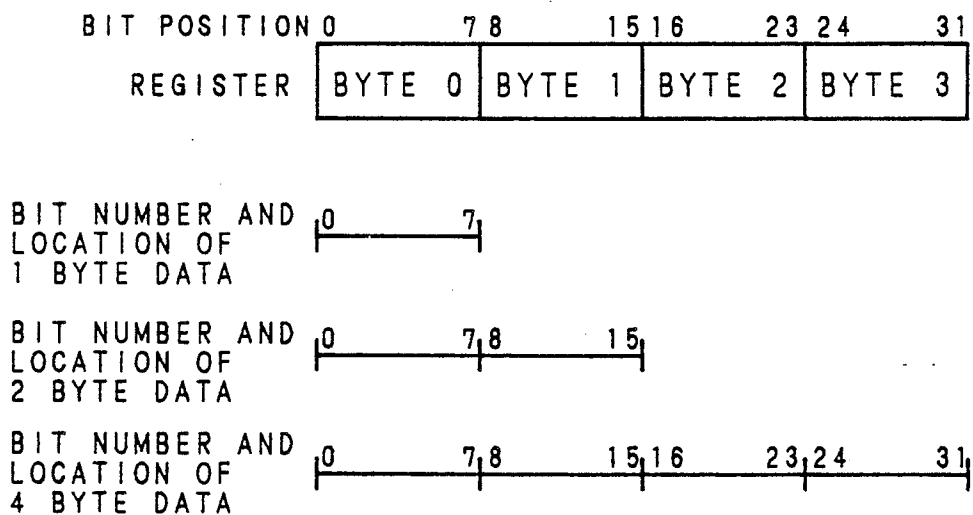 BIT POSITION 0 7 8 15 16 23 24 31
REGISTER BYTE 0 BYTE 1 BYTE 2 BYTE 3
BIT NUMBER AND
LOCATION OF
1 BYTE DATA
0 7
BIT NUMBER AND
LOCATION OF
2 BYTE DATA
0 7 8 15
BIT NUMBER AND
LOCATION OF
4 BYTE DATA
0 7 8 15 16 23 24 31